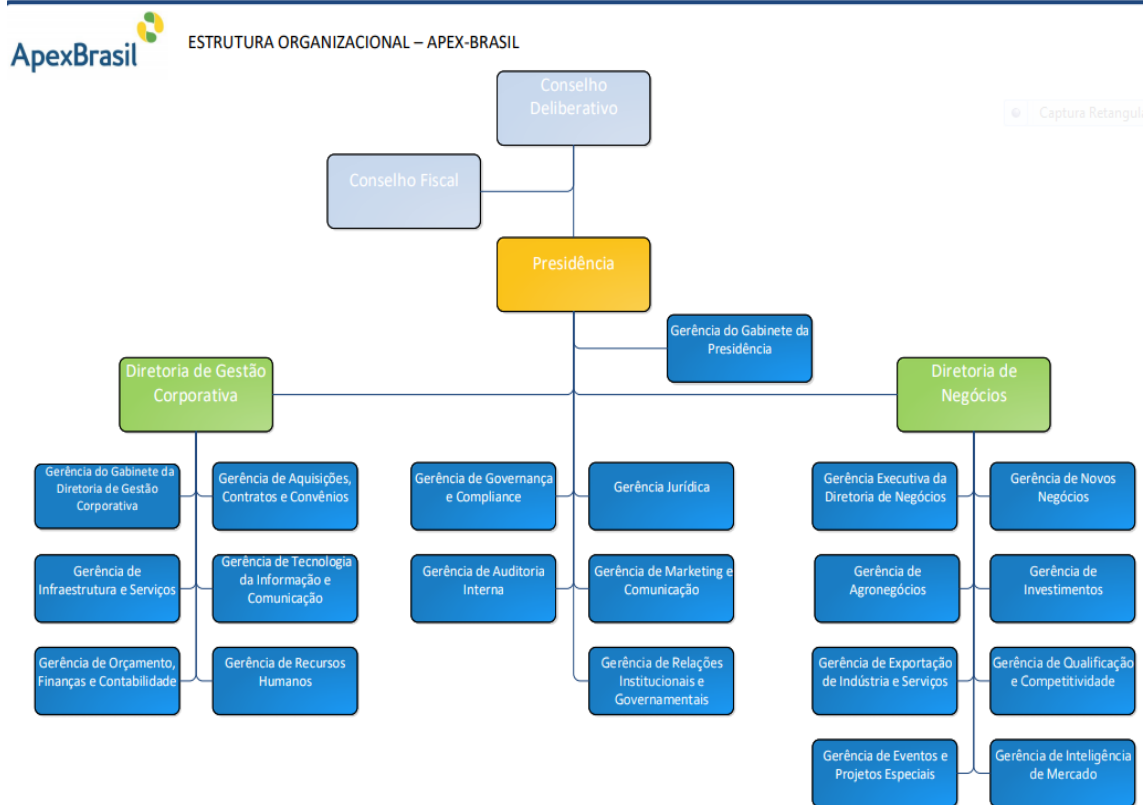 ApexBrasil
ESTRUTURA ORGANIZACIONAL – APEX-BRASIL
Conselho
Deliberativo
Captura Retangul
Conselho Fiscal
Presidência
Gerência do Gabinete da
Presidência
Diretoria de Gestão
Corporativa
Diretoria de
Negócios
Gerência do Gabinete da
Diretoria de Gestão
Corporativa
Gerência de Aquisições,
Contratos e Convênios
Gerência de Governança
e Compliance
Gerência Jurídica
Gerência Executiva da
Diretoria de Negócios
Gerência de Novos
Negócios
Gerência de
Infraestrutura e Serviços
Gerência de Tecnologia
da Informação e
Comunicação
Gerência de Auditoria
Interna
Gerência de Marketing e
Comunicação
Gerência de
Agronegócios
Gerência de
Investimentos
Gerência de Orçamento,
Finanças e Contabilidade
Gerência de Recursos
Humanos
Gerência de Relações
Institucionais e
Governamentais
Gerência de Exportação
de Indústria e Serviços
Gerência de Qualificação
e Competitividade
Gerência de Eventos e
Projetos Especiais
Gerência de Inteligência
de Mercado